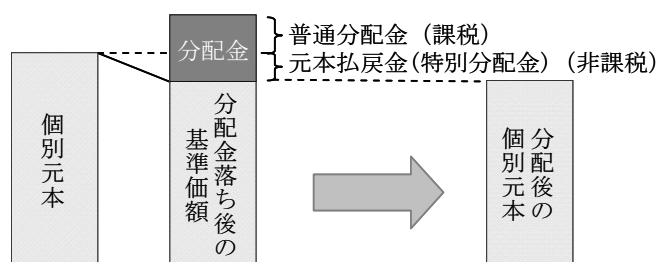 分配金
普通分配金（課税）
元本払戻金(特別分配金)（非課税）
個別元本
分配金落ち後の
基準価額
分配後の
個別元本